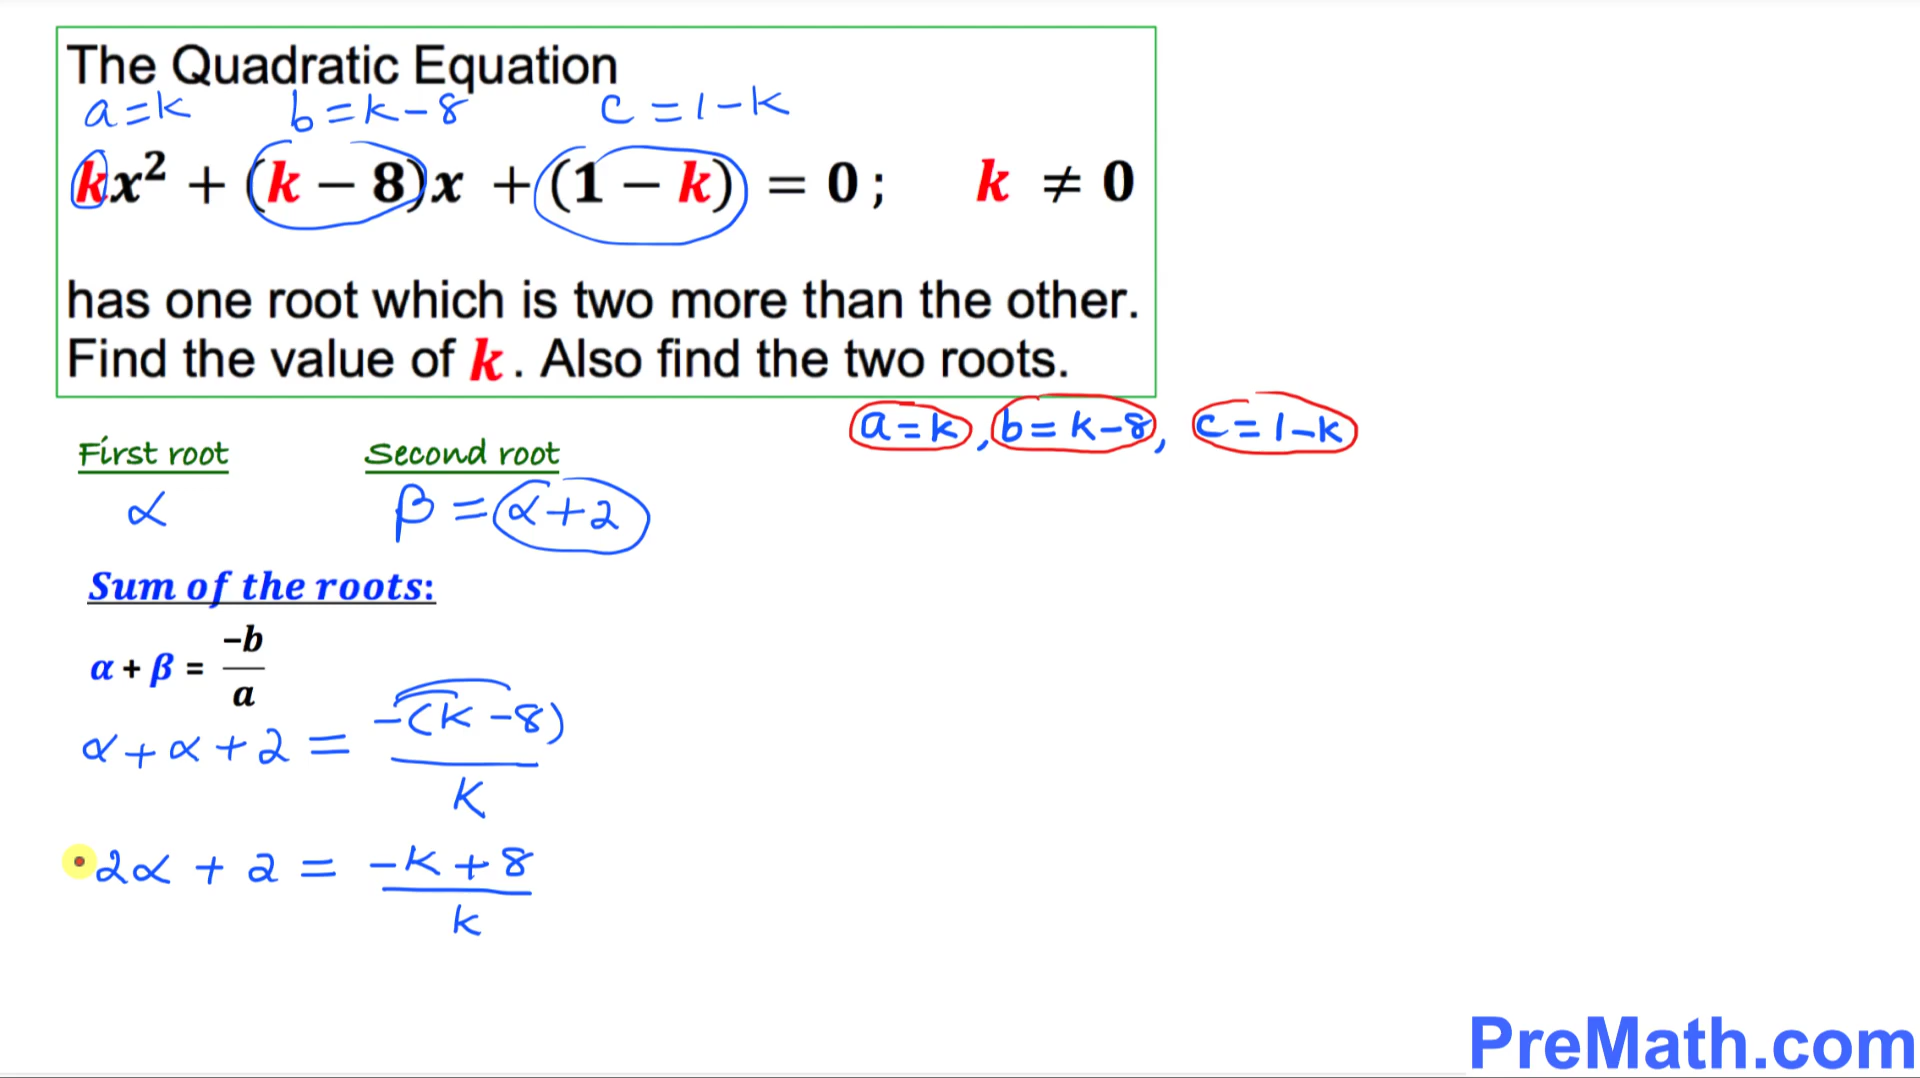 The Quadratic Equation
a=k b=k-8 c=1-k
kx² + (k − 8)x + (1 − k) = 0 ; k ≠ 0
has one root which is two more than the other.
Find the value of k. Also find the two roots.
a=k, b=k-8, c=1-k
First root Second root
α β = α+2
Sum of the roots:
α + β = -b/a
α+α+2 = -(k-8)/k
2α + 2 = -k+8/k
PreMath.com